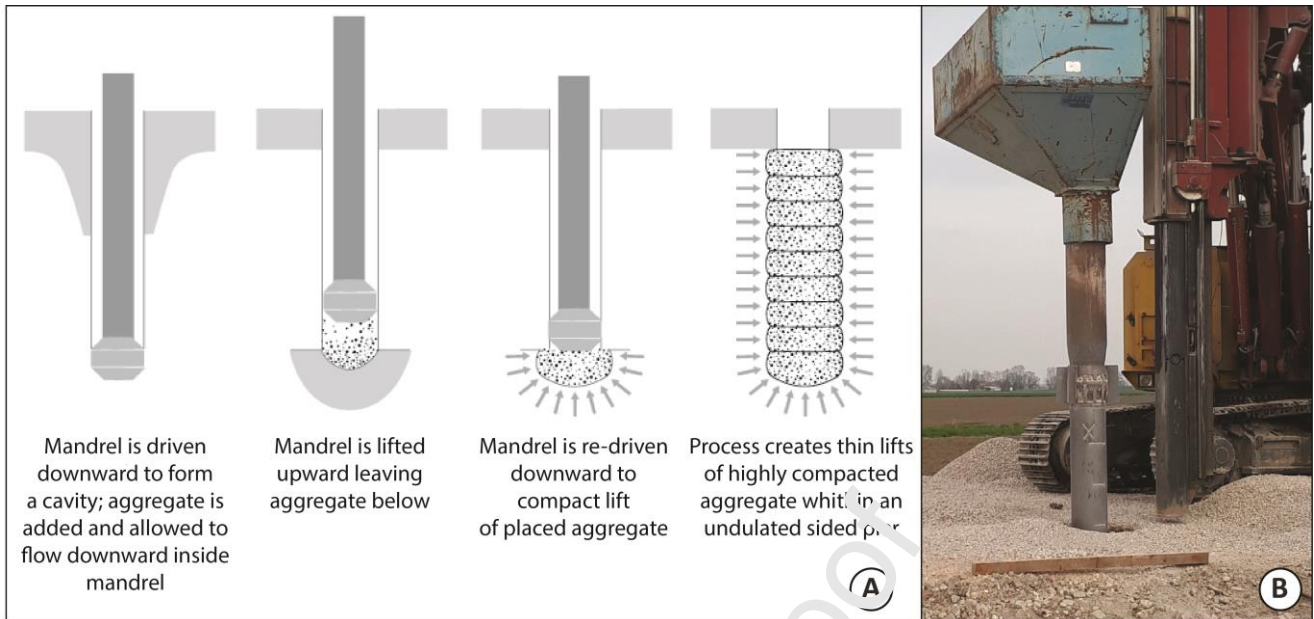 Mandrel is driven
downward to form
a cavity; aggregate is
added and allowed to
flow downward inside
mandrel
Mandrel is lifted
upward leaving
aggregate below
Mandrel is re-driven
downward to
compact lift
of placed aggregate
Process creates thin lifts
of highly compacted
aggregate whithin an
undulated sided
A
X
B